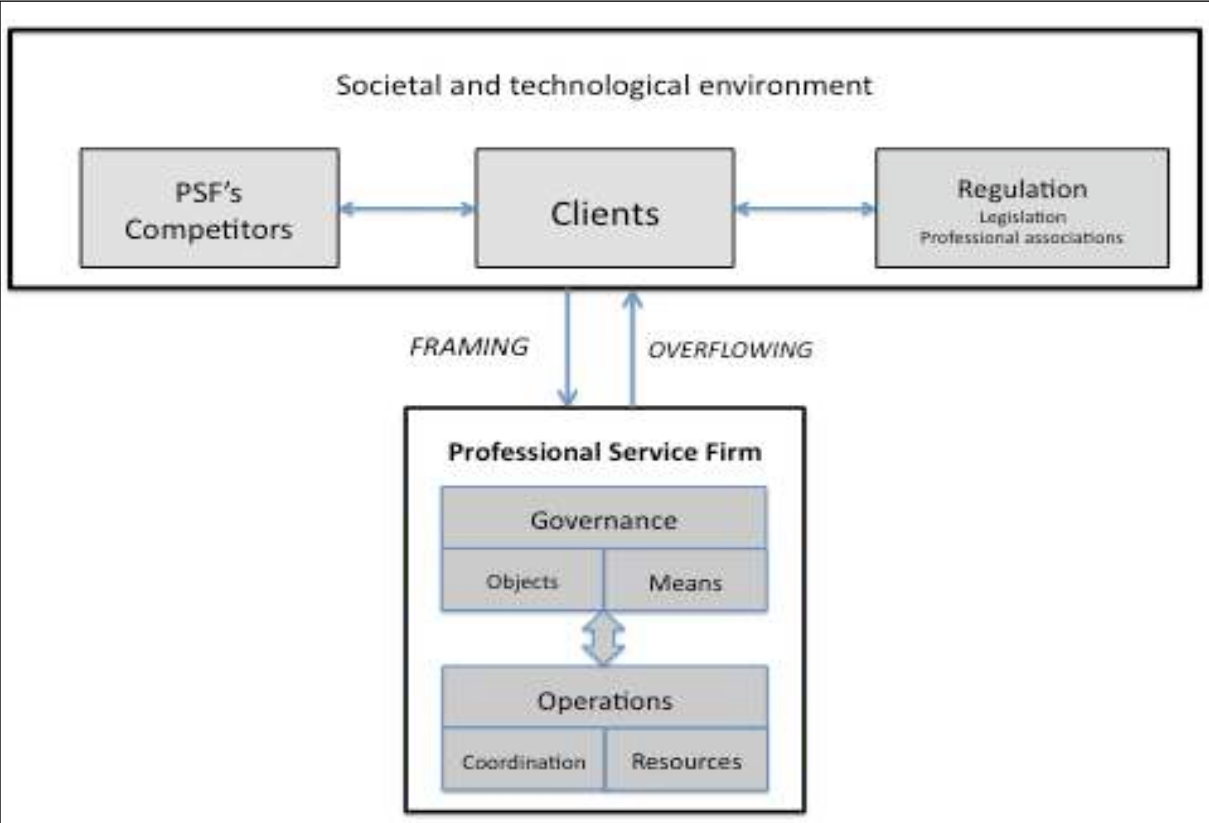 Societal and technological environment
PSF's
Competitors
Clients
Regulation
Legislation
Professional associations
FRAMING
OVERFLOWING
Professional Service Firm
Governance
Objects
Means
Operations
Coordination
Resources